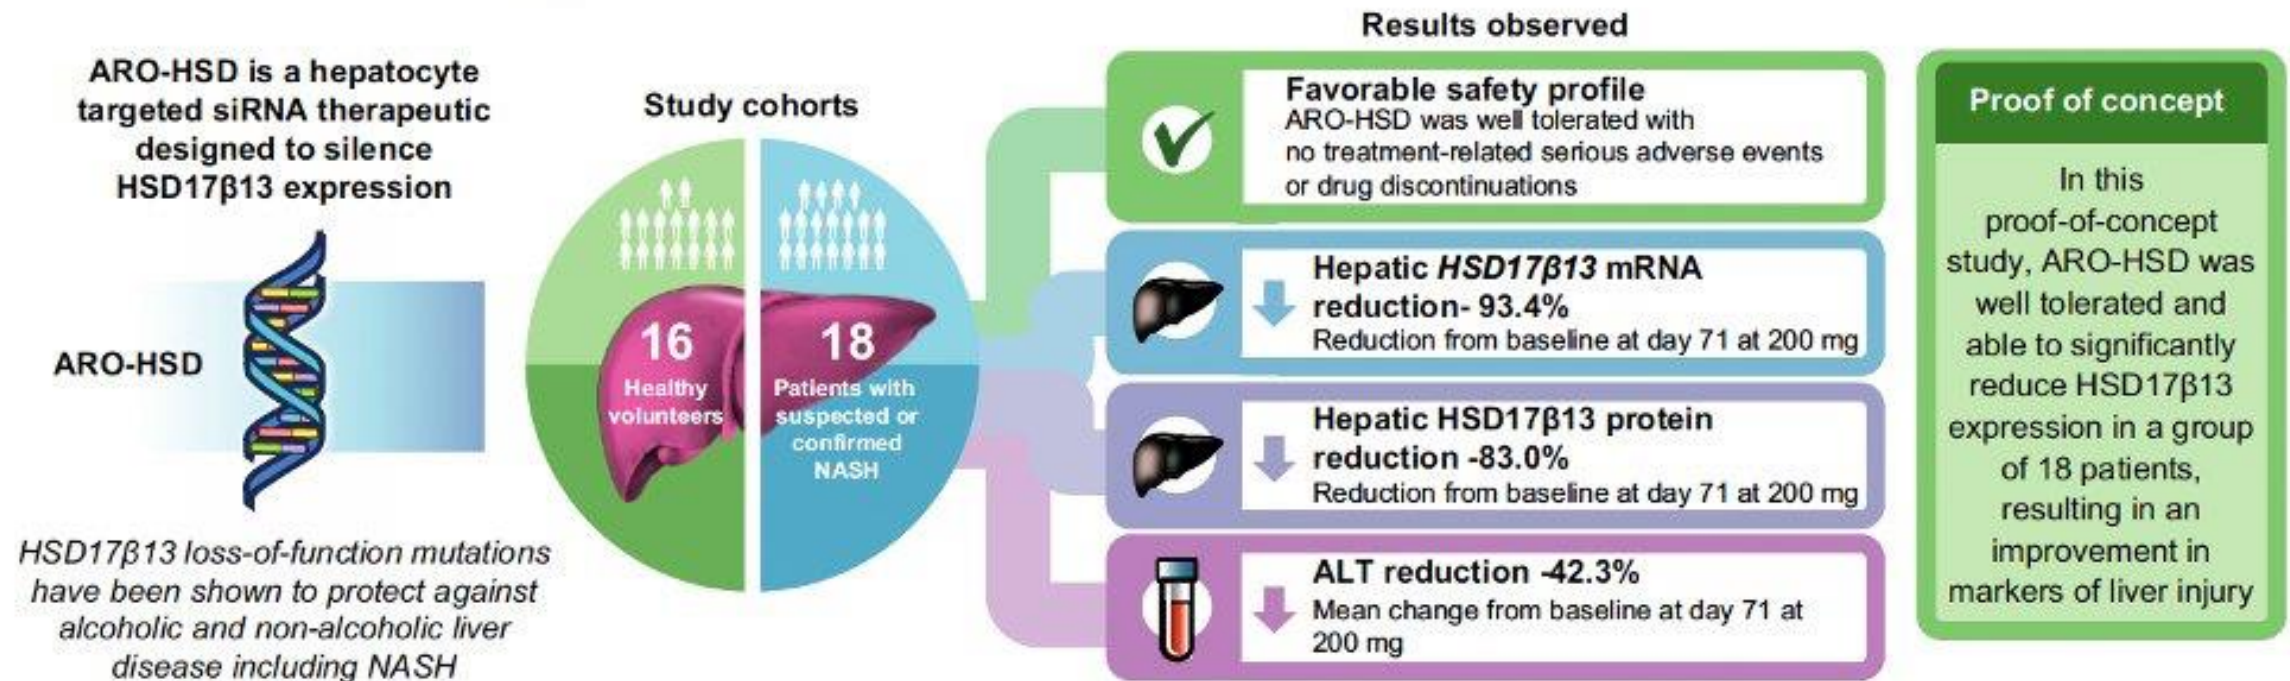 ARO-HSD is a hepatocyte
targeted siRNA therapeutic
designed to silence
HSD17β13 expression
ARO-HSD
HSD17β13 loss-of-function mutations
have been shown to protect against
alcoholic and non-alcoholic liver
disease including NASH
Study cohorts
16
Healthy
volunteers
18
Patients with
suspected or
confirmed
NASH
Results observed
Favorable safety profile
ARO-HSD was well tolerated with
no treatment-related serious adverse events
or drug discontinuations
Hepatic HSD17β13 mRNA
reduction- 93.4%
Reduction from baseline at day 71 at 200 mg
Hepatic HSD17β13 protein
reduction -83.0%
Reduction from baseline at day 71 at 200 mg
ALT reduction -42.3%
Mean change from baseline at day 71 at
200 mg
Proof of concept
In this
proof-of-concept
study, ARO-HSD was
well tolerated and
able to significantly
reduce HSD17β13
expression in a group
of 18 patients,
resulting in an
improvement in
markers of liver injury